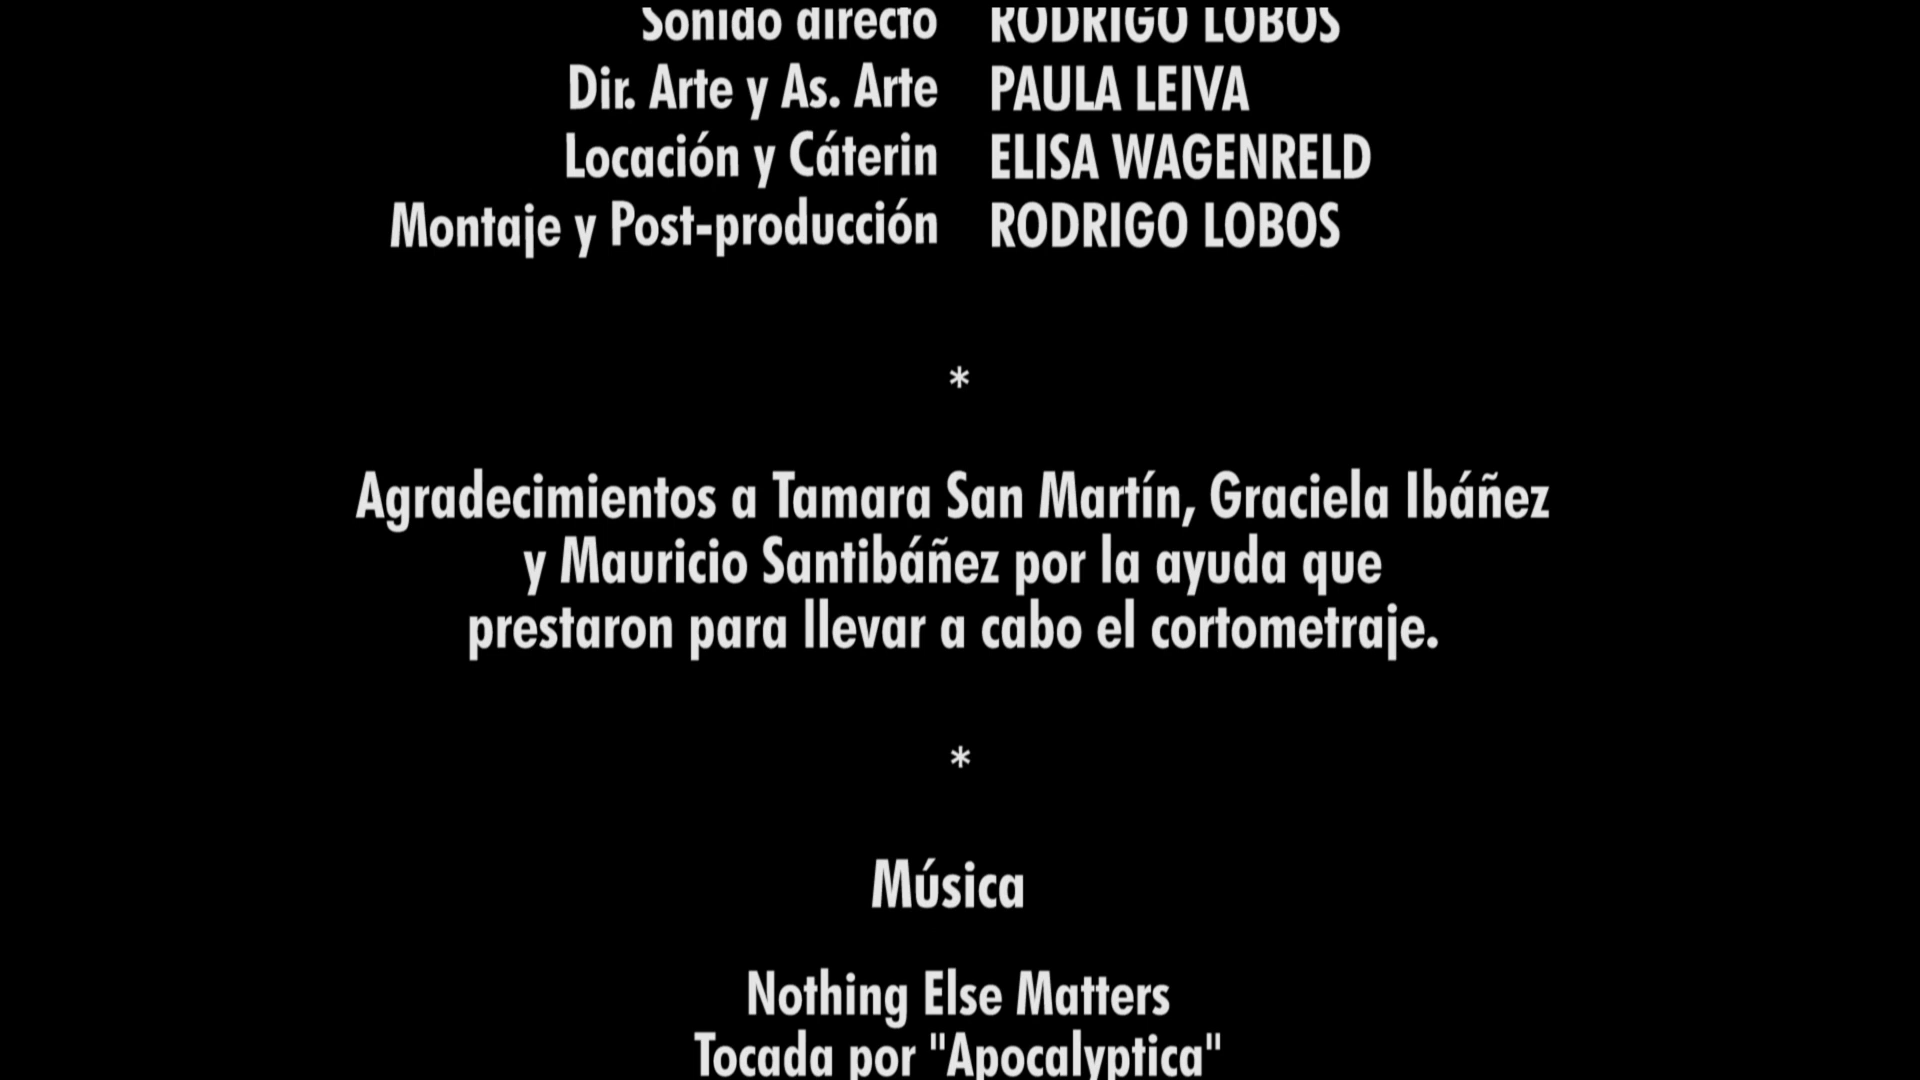 Sonido directo RODRIGO LOBOS
Dir. Arte y As. Arte PAULA LEIVA
Locación y Cáterin ELISA WAGENRELD
Montaje y Post-producción RODRIGO LOBOS
*
Agradecimientos a Tamara San Martín, Graciela Ibáñez
y Mauricio Santibáñez por la ayuda que
prestaron para llevar a cabo el cortometraje.
*
Música
Nothing Else Matters
Tocada por "Apocalyptica"